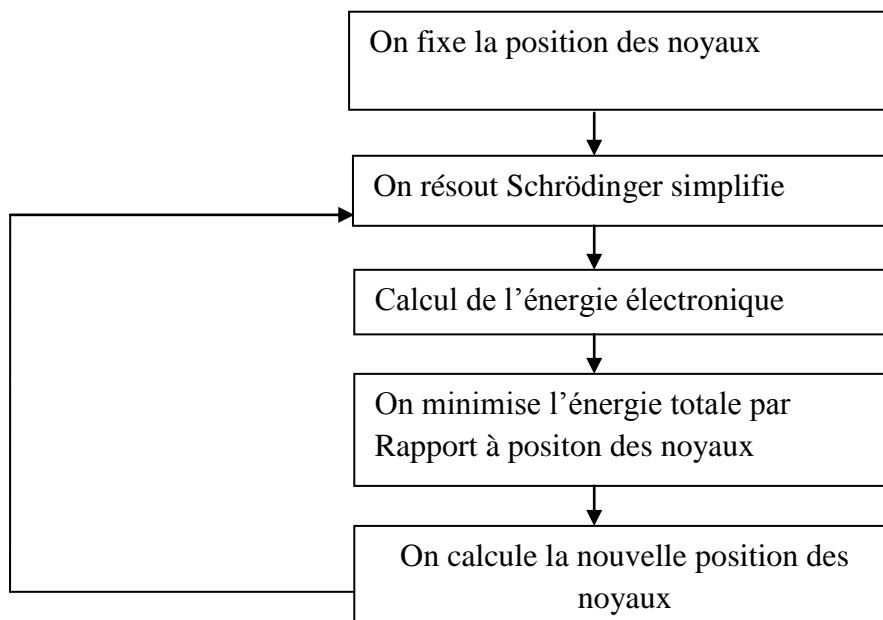 On fixe la position des noyaux
On résout Schrödinger simplifie
Calcul de l’énergie électronique
On minimise l’énergie totale par
Rapport à positon des noyaux
On calcule la nouvelle position des
noyaux